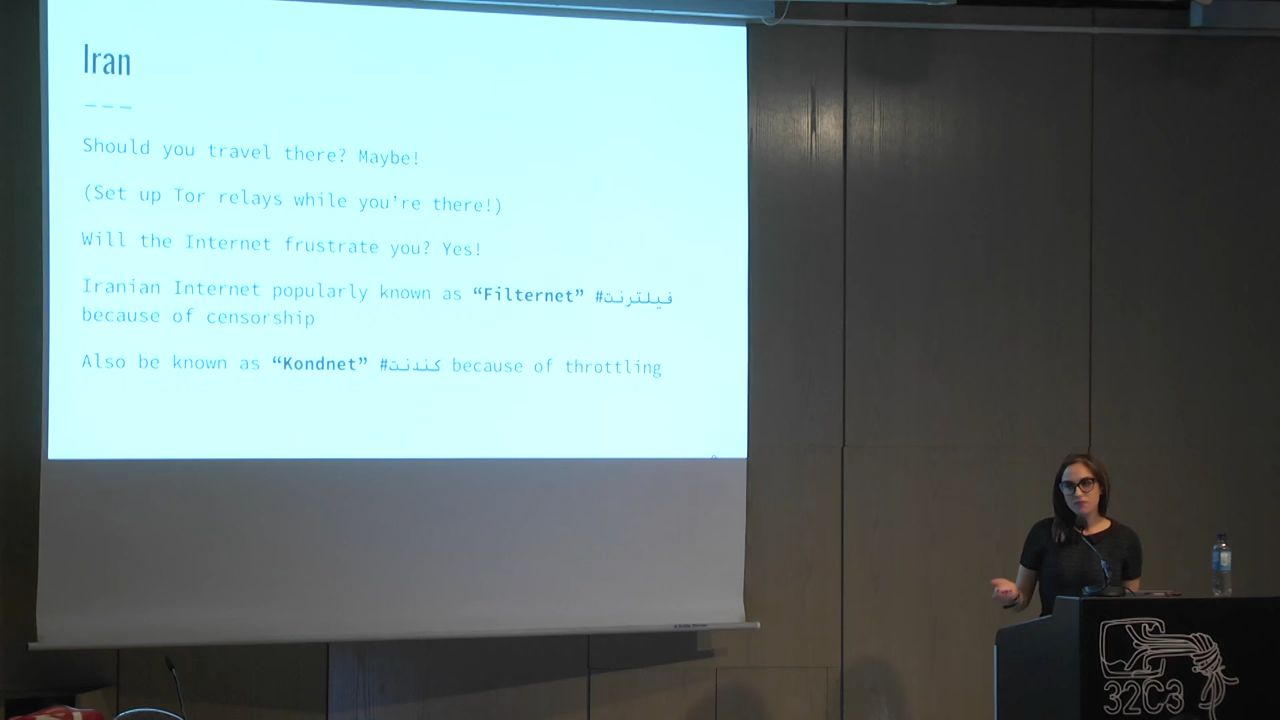 Iran
Should you travel there? Maybe!
(Set up Tor relays while you’re there!)
Will the Internet frustrate you? Yes!
Iranian Internet popularly known as “Filternet” #فیلترنت
because of censorship
Also be known as “Kondnet” #کندنت because of throttling
32C3